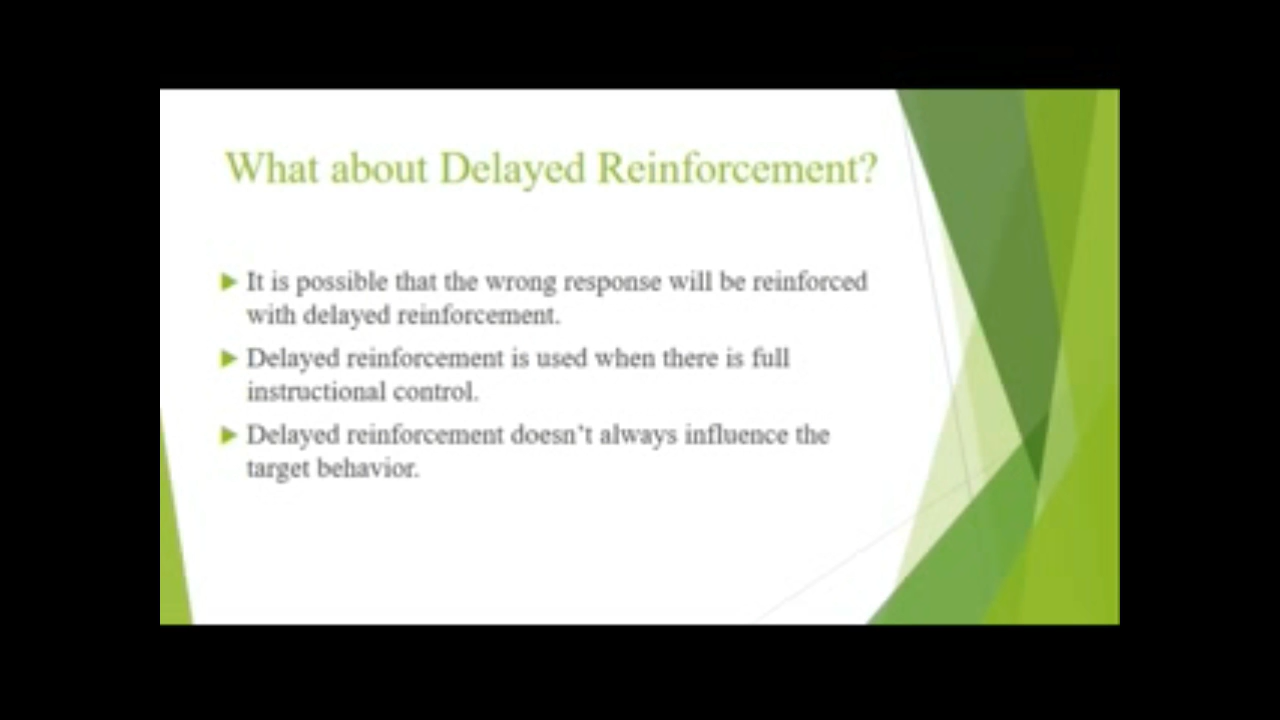 What about Delayed Reinforcement?
It is possible that the wrong response will be reinforced
with delayed reinforcement.
Delayed reinforcement is used when there is full
instructional control.
Delayed reinforcement doesn’t always influence the
target behavior.